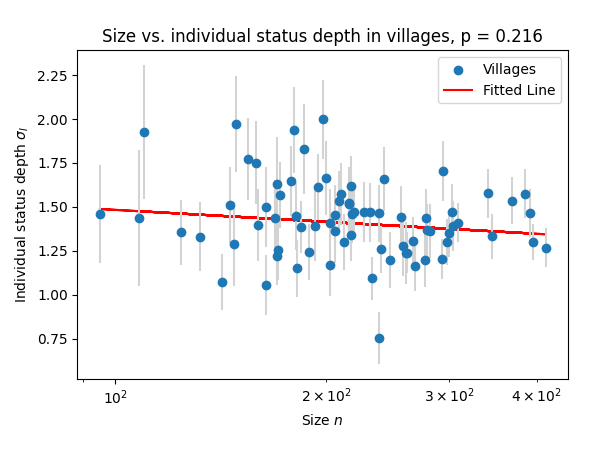 Size vs. individual status depth in villages, p = 0.216
Villages
Fitted Line
Individual status depth σ_I
2.25
2.00
1.75
1.50
1.25
1.00
0.75
10²
2 × 10²
3 × 10²
4 × 10²
Size n